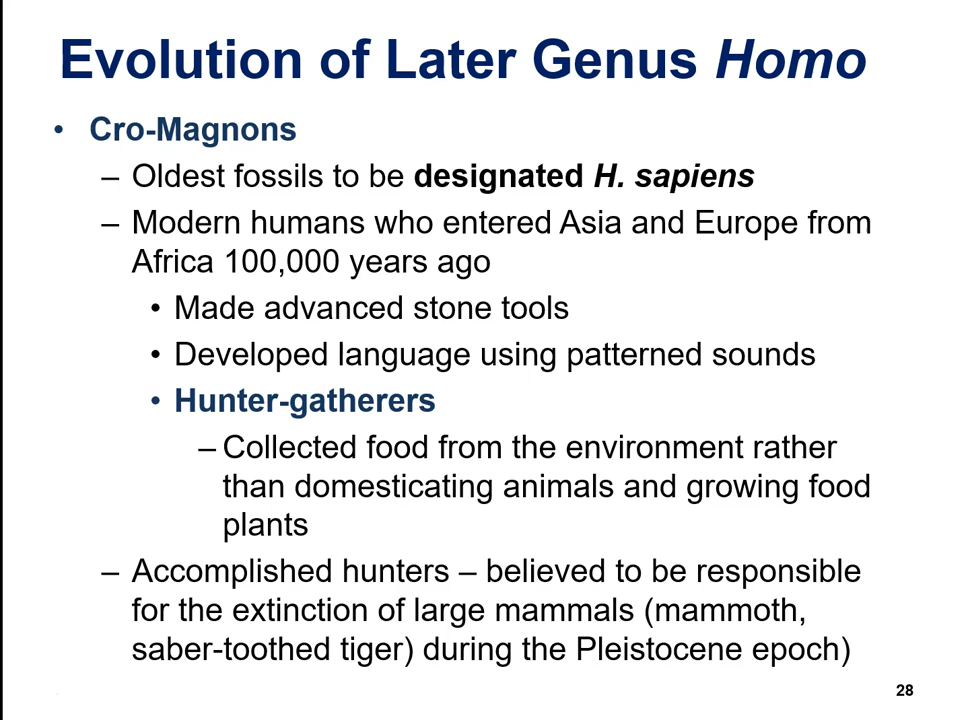 Evolution of Later Genus Homo
• Cro-Magnons
– Oldest fossils to be designated H. sapiens
– Modern humans who entered Asia and Europe from
Africa 100,000 years ago
• Made advanced stone tools
• Developed language using patterned sounds
• Hunter-gatherers
– Collected food from the environment rather
than domesticating animals and growing food
plants
– Accomplished hunters – believed to be responsible
for the extinction of large mammals (mammoth,
saber-toothed tiger) during the Pleistocene epoch)
28